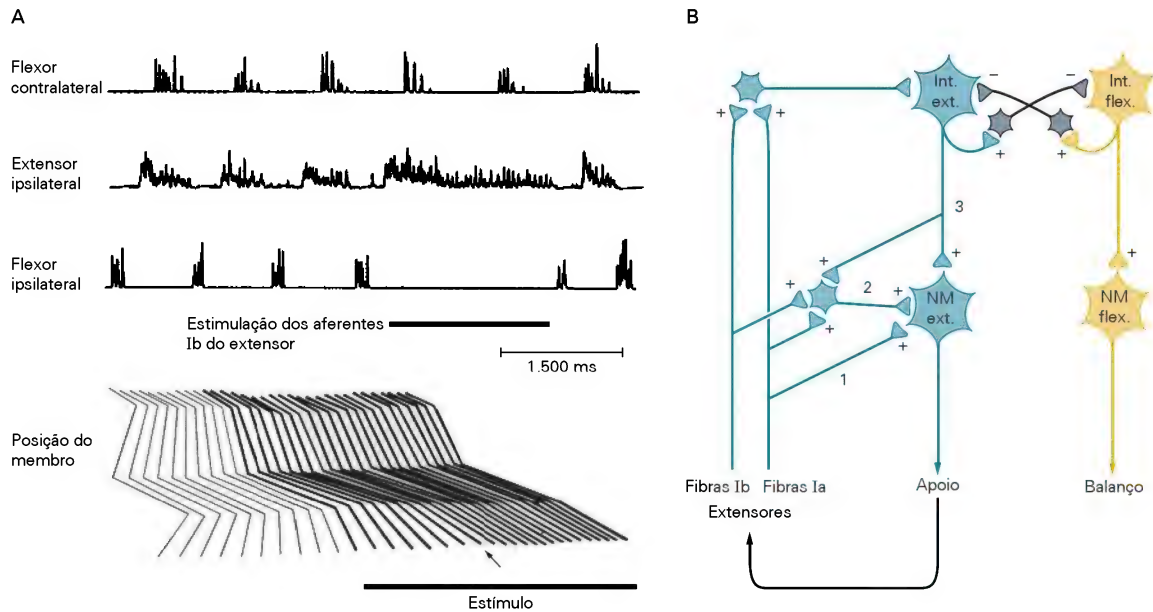 A
Flexor
contralateral
Extensor
ipsilateral
Flexor
ipsilateral
Estimulação dos aferentes
Ib do extensor
1.500 ms
Posição do
membro
Estímulo
B
Int.
ext.
−
−
Int.
flex.
+
+
+
+
3
+
+
+
2
+
+
+
NM
ext.
NM
flex.
+
1
Fibras Ib
Fibras Ia
Apoio
Balanço
Extensores